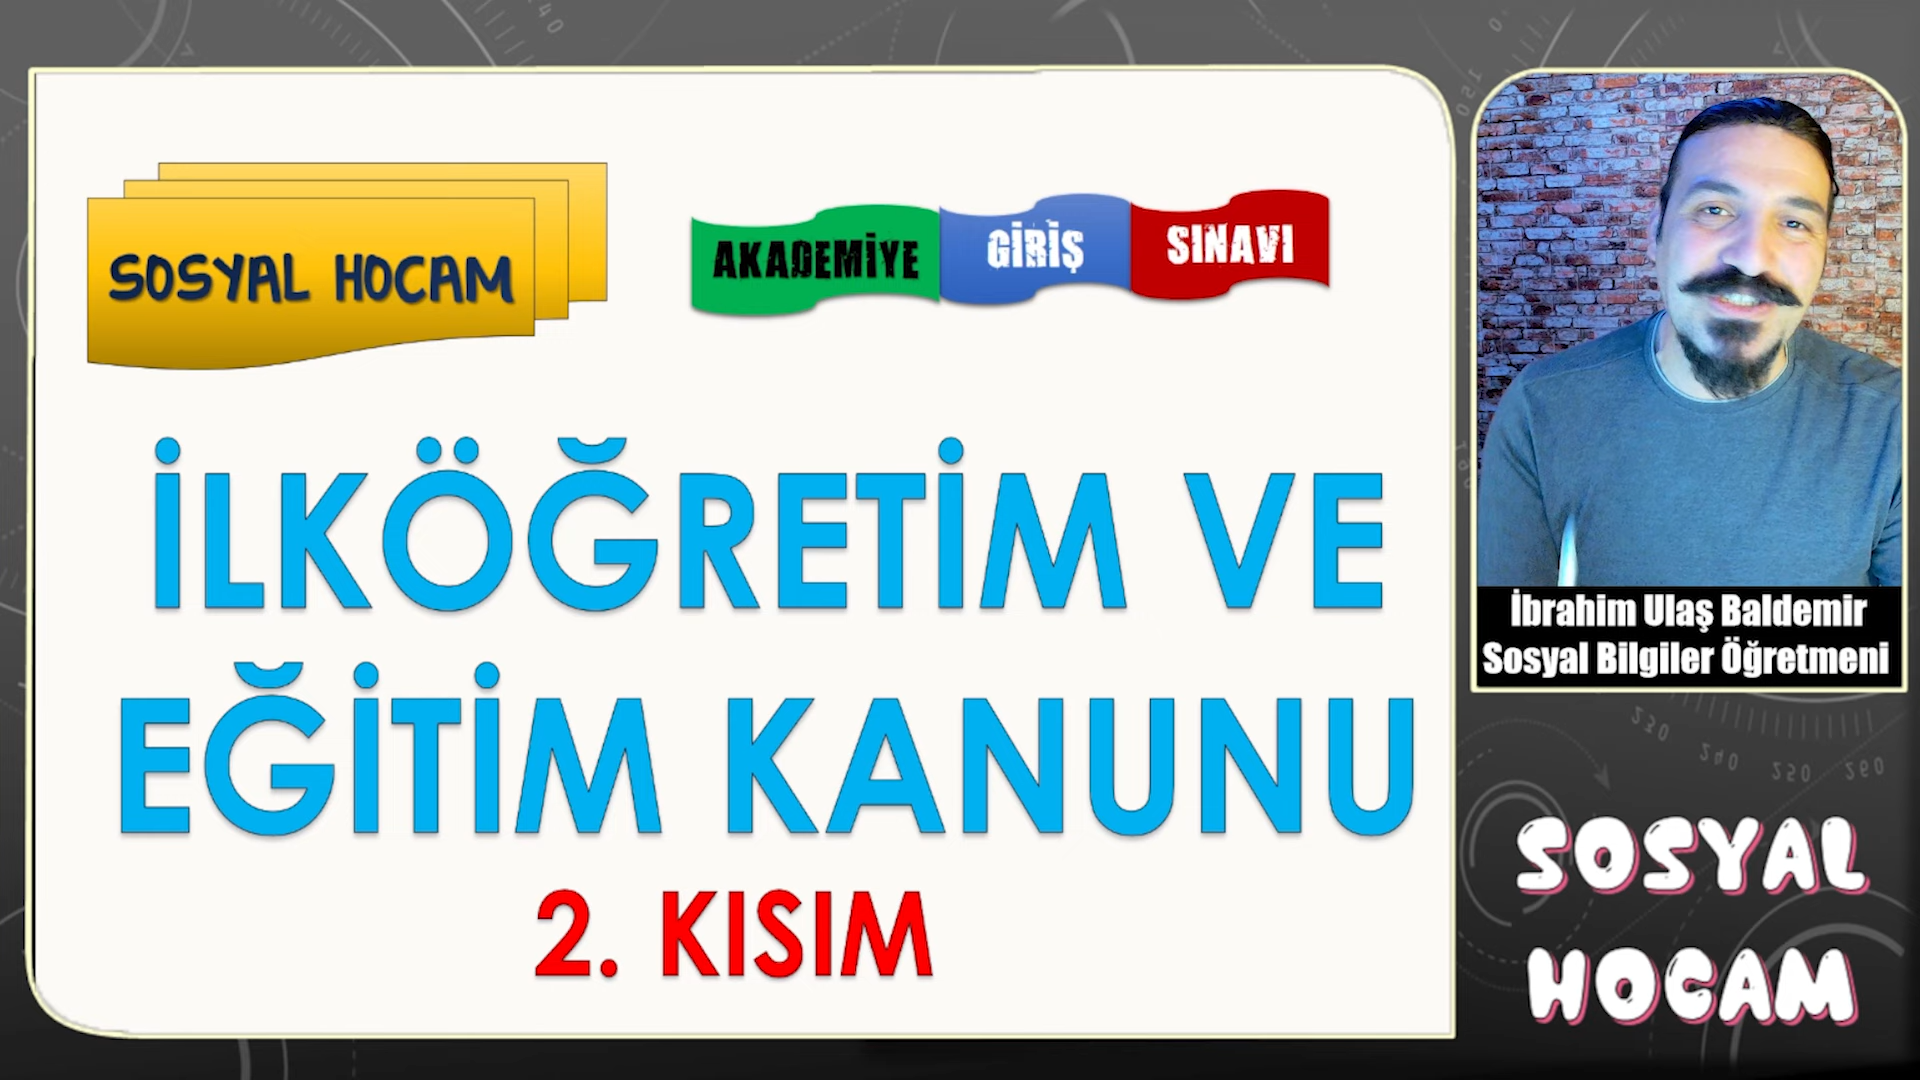 SOSYAL HOCAM
AKADEMİYE GİRİŞ SINAVI
İLKÖĞRETİM VE
EĞİTİM KANUNU
2. KISIM
İbrahim Ulaş Baldemir
Sosyal Bilgiler Öğretmeni
SOSYAL
HOCAM